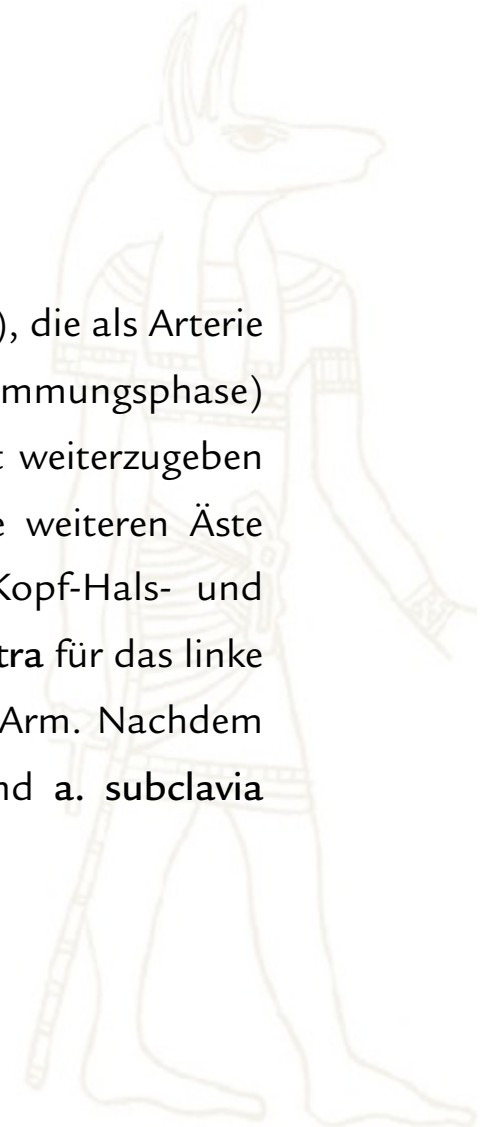 ), die als Arterie
mmungsphase)
weiterzugeben
weiteren Äste
Kopf-Hals- und
tra für das linke
Arm. Nachdem
nd a. subclavia